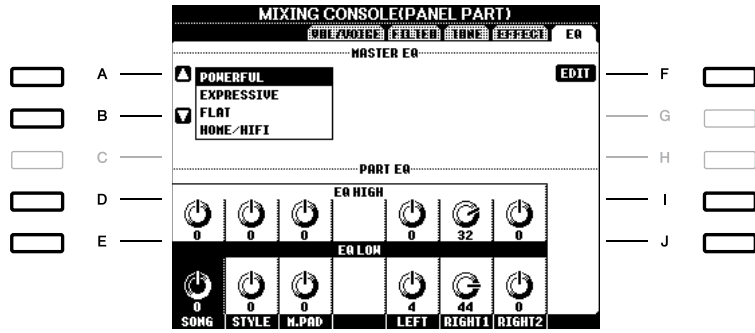 MIXING CONSOLE(PANEL PART)
VOL/VOICE FILTER TUNE EFFECT EQ
MASTER EQ
A POWERFUL EDIT F
EXPRESSIVE
B FLAT G
HOME/HIFI
C H
PART EQ
D EQ HIGH I
0 0 0 0 32 0
E EQ LOW J
0 0 0 4 44 0
SONG STYLE M.PAD LEFT RIGHT1 RIGHT2